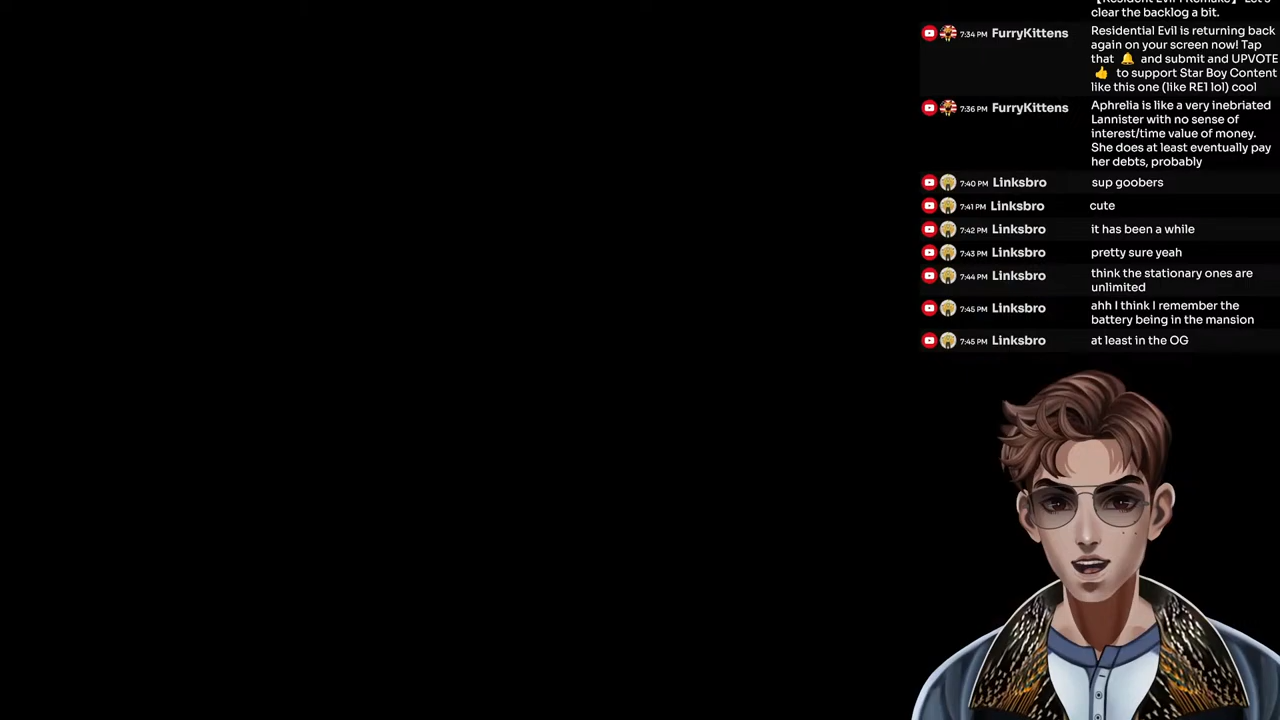 【Resident Evil 1 Remake】 Let's
clear the backlog a bit.
7:34 PM FurryKittens Residential Evil is returning back
again on your screen now! Tap
that 🔔 and submit and UPVOTE
👍 to support Star Boy Content
like this one (like RE1 lol) cool
7:36 PM FurryKittens Aphrelia is like a very inebriated
Lannister with no sense of
interest/time value of money.
She does at least eventually pay
her debts, probably
7:40 PM Linksbro sup goobers
7:41 PM Linksbro cute
7:42 PM Linksbro it has been a while
7:43 PM Linksbro pretty sure yeah
7:44 PM Linksbro think the stationary ones are
unlimited
7:45 PM Linksbro ahh I think I remember the
battery being in the mansion
7:45 PM Linksbro at least in the OG